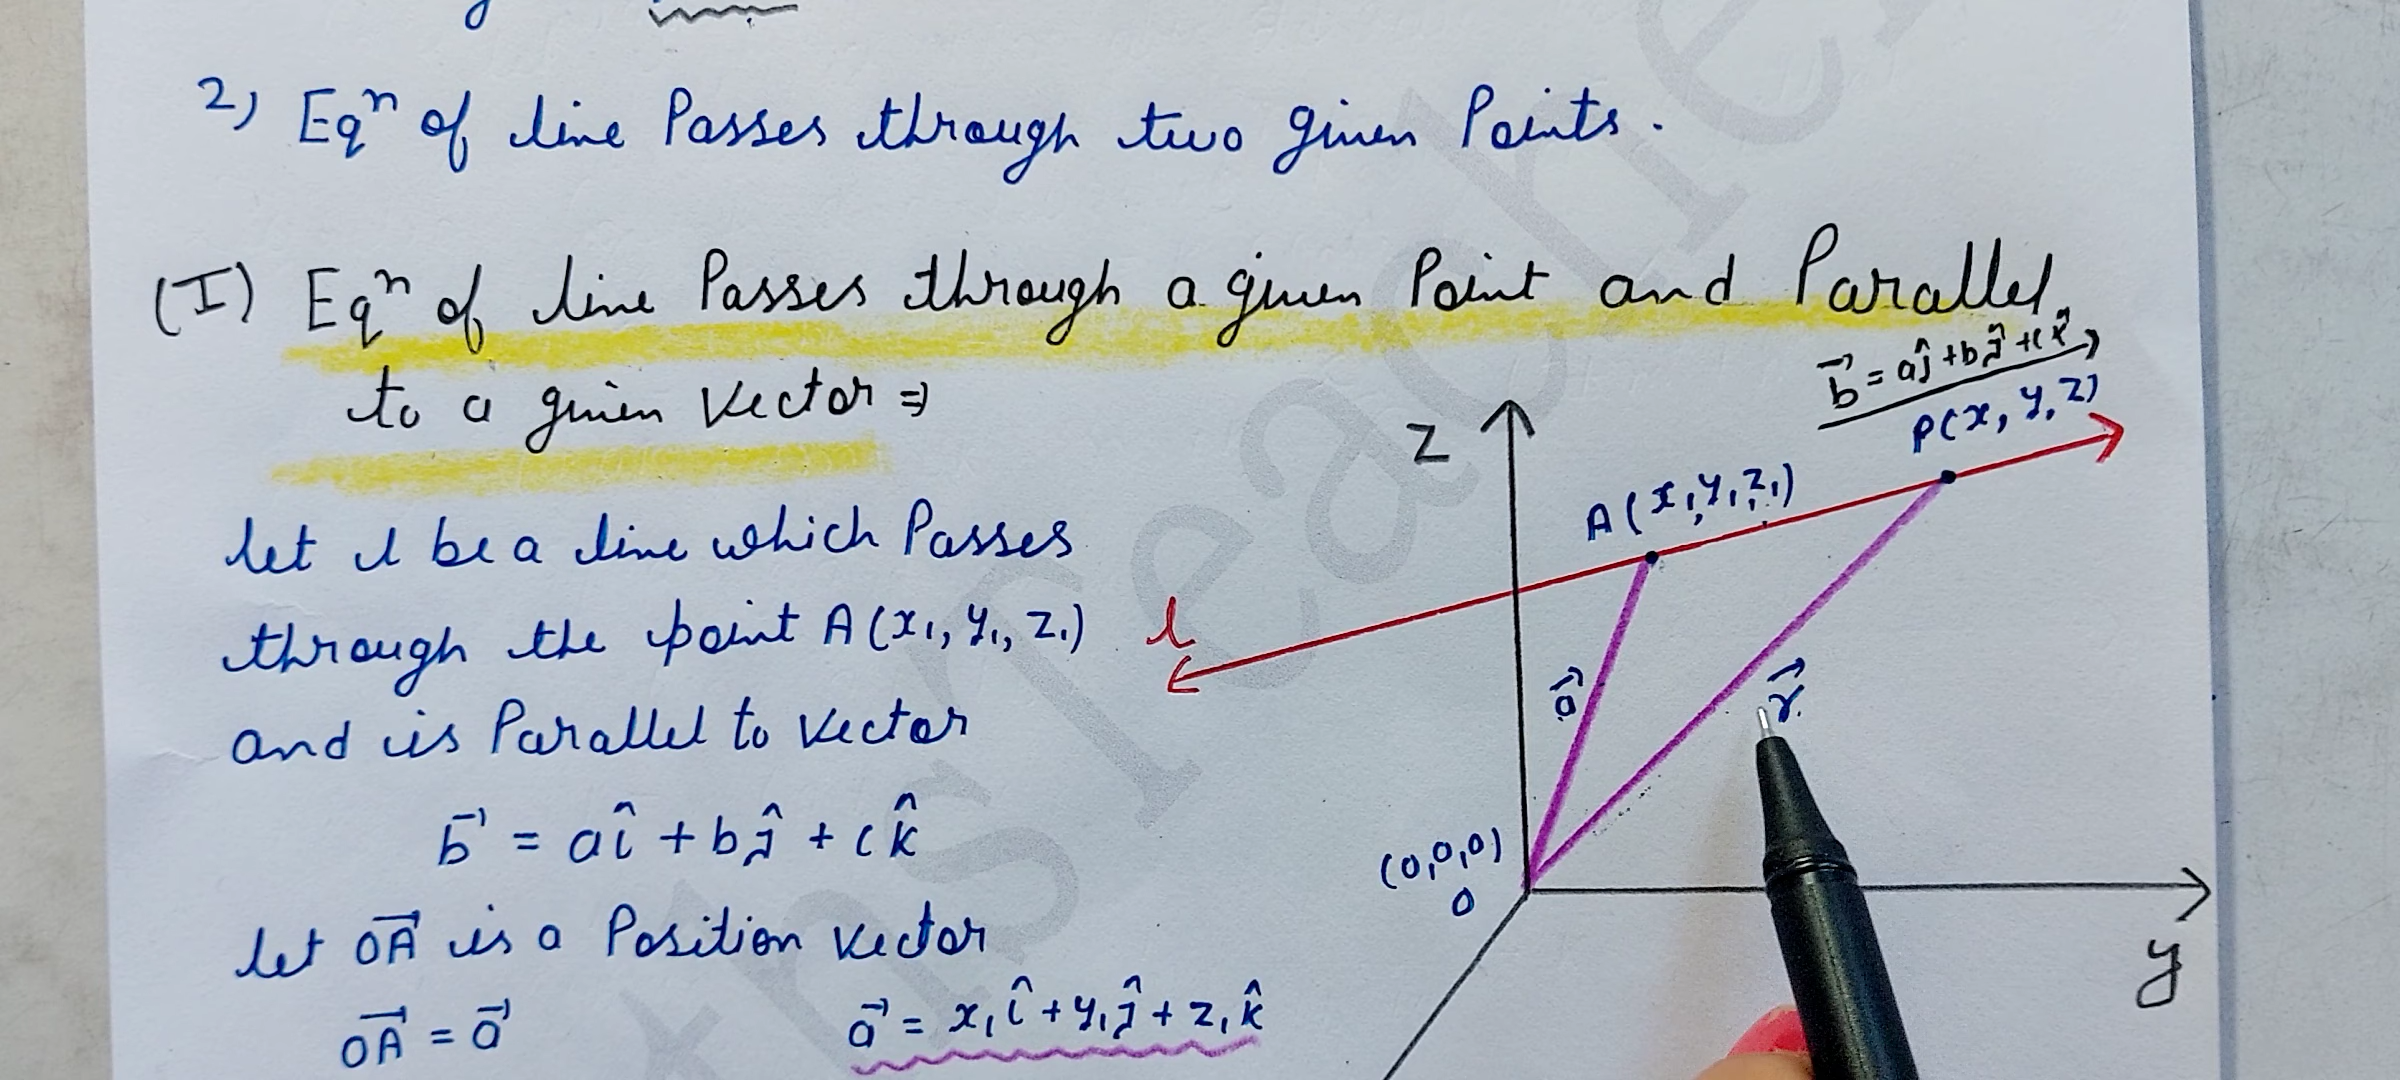 2) Eqⁿ of line Passes through two given Points.
(I) Eqⁿ of line Passes through a given Point and Parallel
to a given vector ⇒
let l be a line which Passes
through the point A(x₁, y₁, z₁)
and is Parallel to vector
b⃗ = aî + bĵ + ck̂
let OA⃗ is a Position vector
OA⃗ = a⃗
a⃗ = x₁î + y₁ĵ + z₁k̂
b⃗ = aĵ + bĵ + ck̂
P(x, y, z)
Z
A(x₁, y₁, z₁)
l
a⃗
r⃗
(0,0,0)
O
y